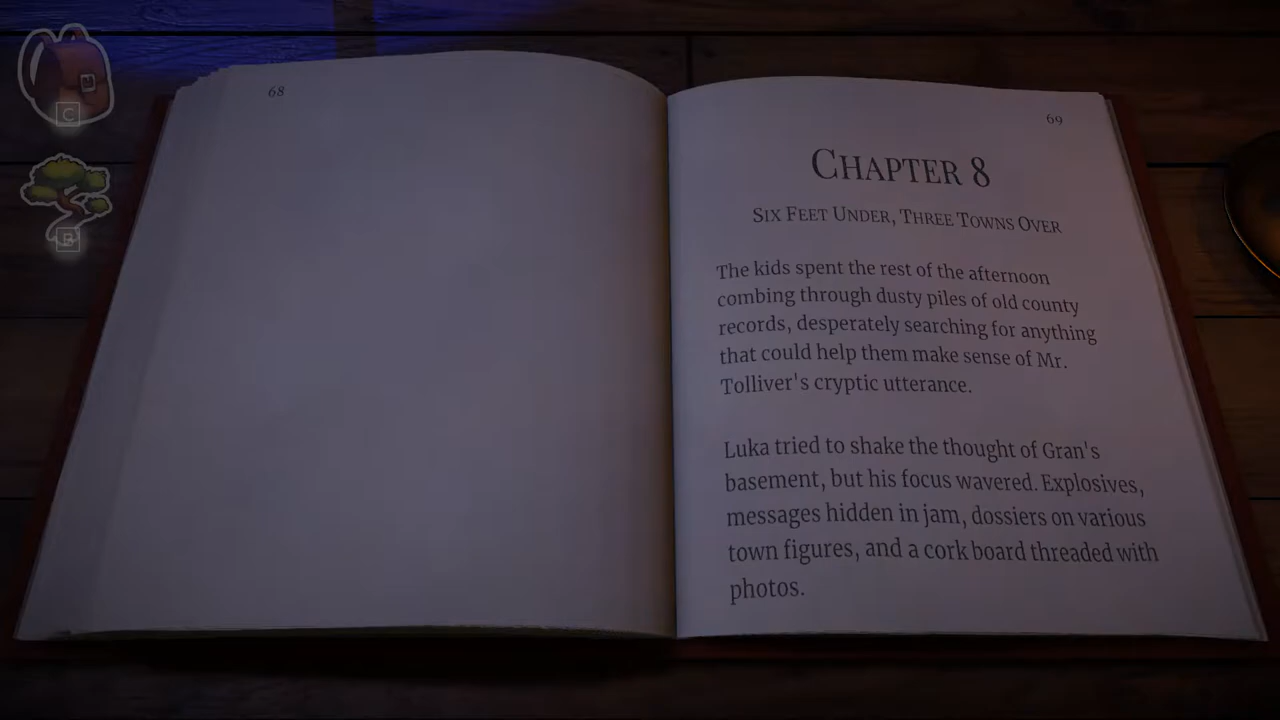 C
B
68
69
Chapter 8
Six Feet Under, Three Towns Over
The kids spent the rest of the afternoon
combing through dusty piles of old county
records, desperately searching for anything
that could help them make sense of Mr.
Tolliver's cryptic utterance.
Luka tried to shake the thought of Gran's
basement, but his focus wavered. Explosives,
messages hidden in jam, dossiers on various
town figures, and a cork board threaded with
photos.